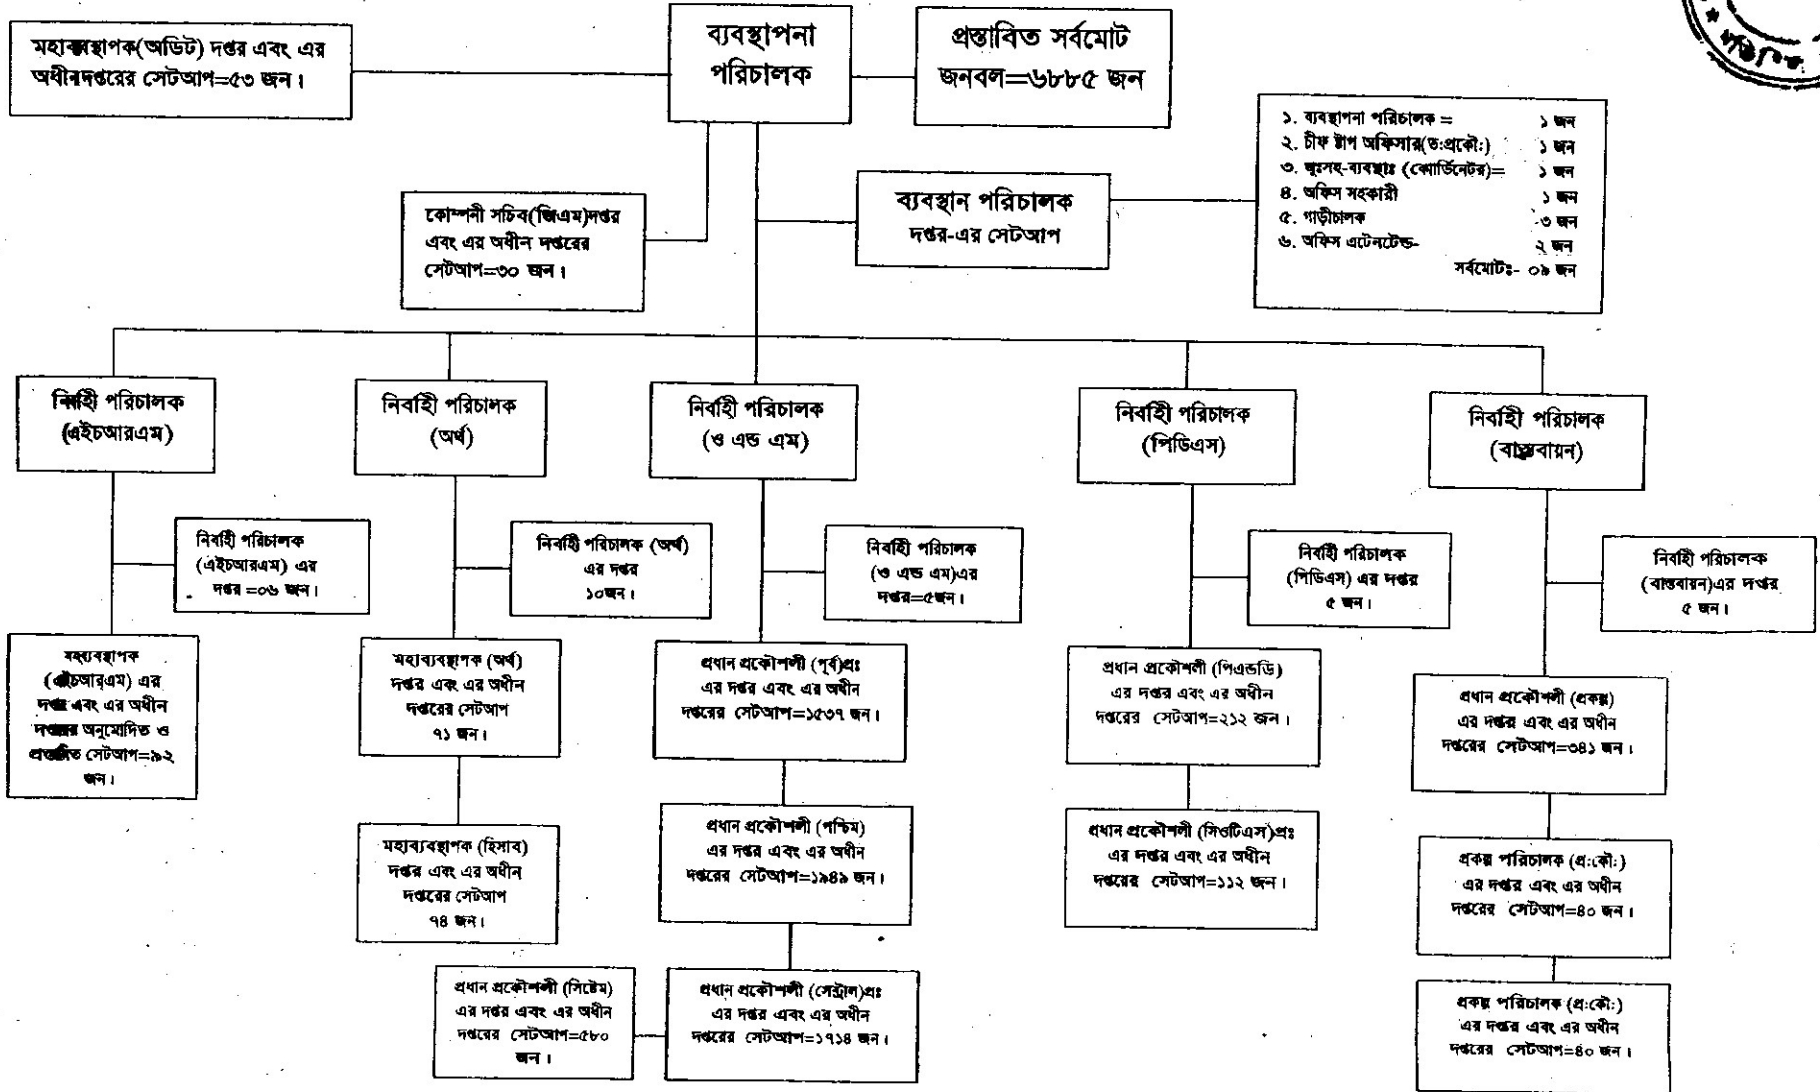 মহাব্যবস্থাপক(অডিট) দপ্তর এবং এর
অধীনদপ্তরের সেটআপ=৫৩ জন।
ব্যবস্থাপনা
পরিচালক
প্রস্তাবিত সর্বমোট
জনবল=৬৮৮৫ জন
১. ব্যবস্থাপনা পরিচালক = ১ জন
২. চীফ ষ্টাপ অফিসার(ত:প্রকৌ:) ১ জন
৩. জুঃসহ-ব্যবস্থাঃ (কোার্ডিনেটর)= ১ জন
৪. অফিস সহকারী ১ জন
৫. গাড়ীচালক ৩ জন
৬. অফিস এটেনটেন্ড- ২ জন
সর্বমোটঃ- ০৯ জন
কোম্পনী সচিব(জিএম)দপ্তর
এবং এর অধীন দপ্তরের
সেটআপ=৩০ জন।
ব্যবস্থান পরিচালক
দপ্তর-এর সেটআপ
নির্বাহী পরিচালক
(এইচআরএম)
নির্বাহী পরিচালক
(অর্থ)
নির্বাহী পরিচালক
(ও এন্ড এম)
নির্বাহী পরিচালক
(পিডিএস)
নির্বাহী পরিচালক
(বাস্তবায়ন)
নির্বাহী পরিচালক
(এইচআরএম) এর
দপ্তর =০৬ জন।
নির্বাহী পরিচালক (অর্থ)
এর দপ্তর
১০জন।
নির্বাহী পরিচালক
(ও এন্ড এম)এর
দপ্তর=৫জন।
নির্বাহী পরিচালক
(পিডিএস) এর দপ্তর
৫ জন।
নির্বাহী পরিচালক
(বাস্তবায়ন)এর দপ্তর
৫ জন।
মহব্যবস্থাপক
(এইচআরএম) এর
দপ্তর এবং এর অধীন
দপ্তরের অনুমোদিত ও
প্রস্তাবিত সেটআপ=৯২
জন।
মহাব্যবস্থাপক (অর্থ)
দপ্তর এবং এর অধীন
দপ্তরের সেটআপ
৭১ জন।
প্রধান প্রকৌশলী (পূর্ব)প্রঃ
এর দপ্তর এবং এর অধীন
দপ্তরের সেটআপ=১৫৩৭ জন।
প্রধান প্রকৌশলী (পিএন্ডডি)
এর দপ্তর এবং এর অধীন
দপ্তরের সেটআপ=২১২ জন।
প্রধান প্রকৌশলী (প্রকল্প)
এর দপ্তর এবং এর অধীন
দপ্তরের সেটআপ=৩৪১ জন।
মহাব্যবস্থাপক (হিসাব)
দপ্তর এবং এর অধীন
দপ্তরের সেটআপ
৭৪ জন।
প্রধান প্রকৌশলী (পশ্চিম)
এর দপ্তর এবং এর অধীন
দপ্তরের সেটআপ=১৯৪৯ জন।
প্রধান প্রকৌশলী (সিওটিএস)প্রঃ
এর দপ্তর এবং এর অধীন
দপ্তরের সেটআপ=১১২ জন।
প্রকল্প পরিচালক (প্র:কৌ:)
এর দপ্তর এবং এর অধীন
দপ্তরের সেটআপ=৪০ জন।
প্রধান প্রকৌশলী (সিষ্টেম)
এর দপ্তর এবং এর অধীন
দপ্তরের সেটআপ=৫৮০
জন।
প্রধান প্রকৌশলী (সেন্ট্রাল)প্রঃ
এর দপ্তর এবং এর অধীন
দপ্তরের সেটআপ=১৭১৪ জন।
প্রকল্প পরিচালক (প্র:কৌ:)
এর দপ্তর এবং এর অধীন
দপ্তরের সেটআপ=৪০ জন।